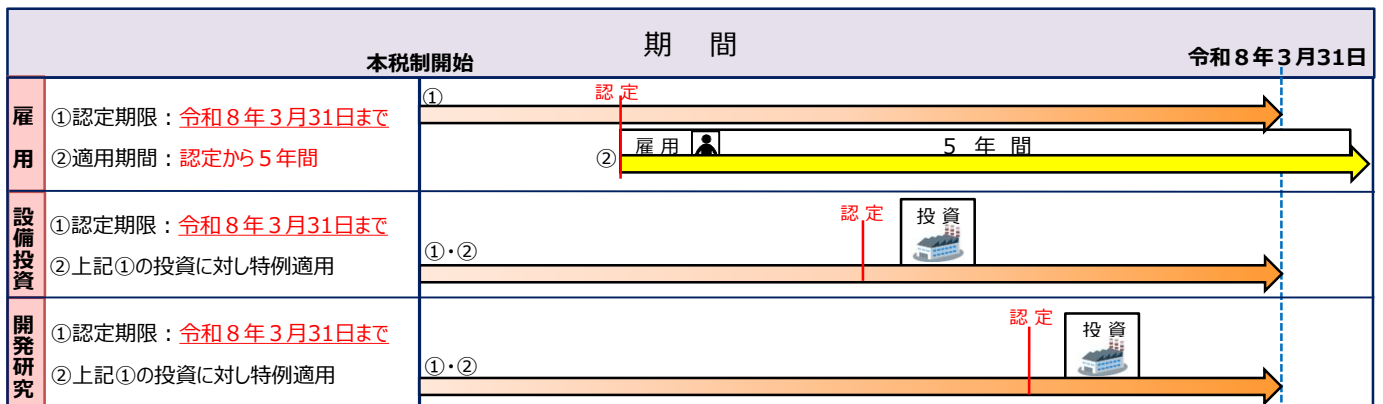 期 間
本税制開始
令和８年３月31日
雇用
①認定期限：令和８年３月31日まで
②適用期間：認定から５年間
①
認 定
②
雇 用
５ 年 間
設備投資
①認定期限：令和８年３月31日まで
②上記①の投資に対し特例適用
①・②
認 定
投 資
開発研究
①認定期限：令和８年３月31日まで
②上記①の投資に対し特例適用
①・②
認 定
投 資